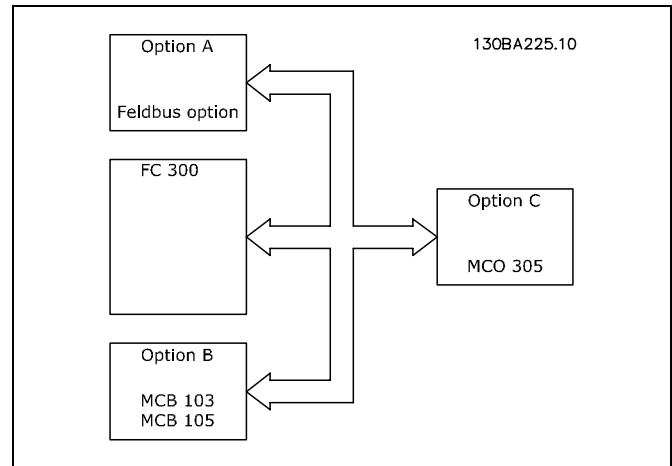 130BA225.10
Option A
Feldbus option
FC 300
Option C
MCO 305
Option B
MCB 103
MCB 105